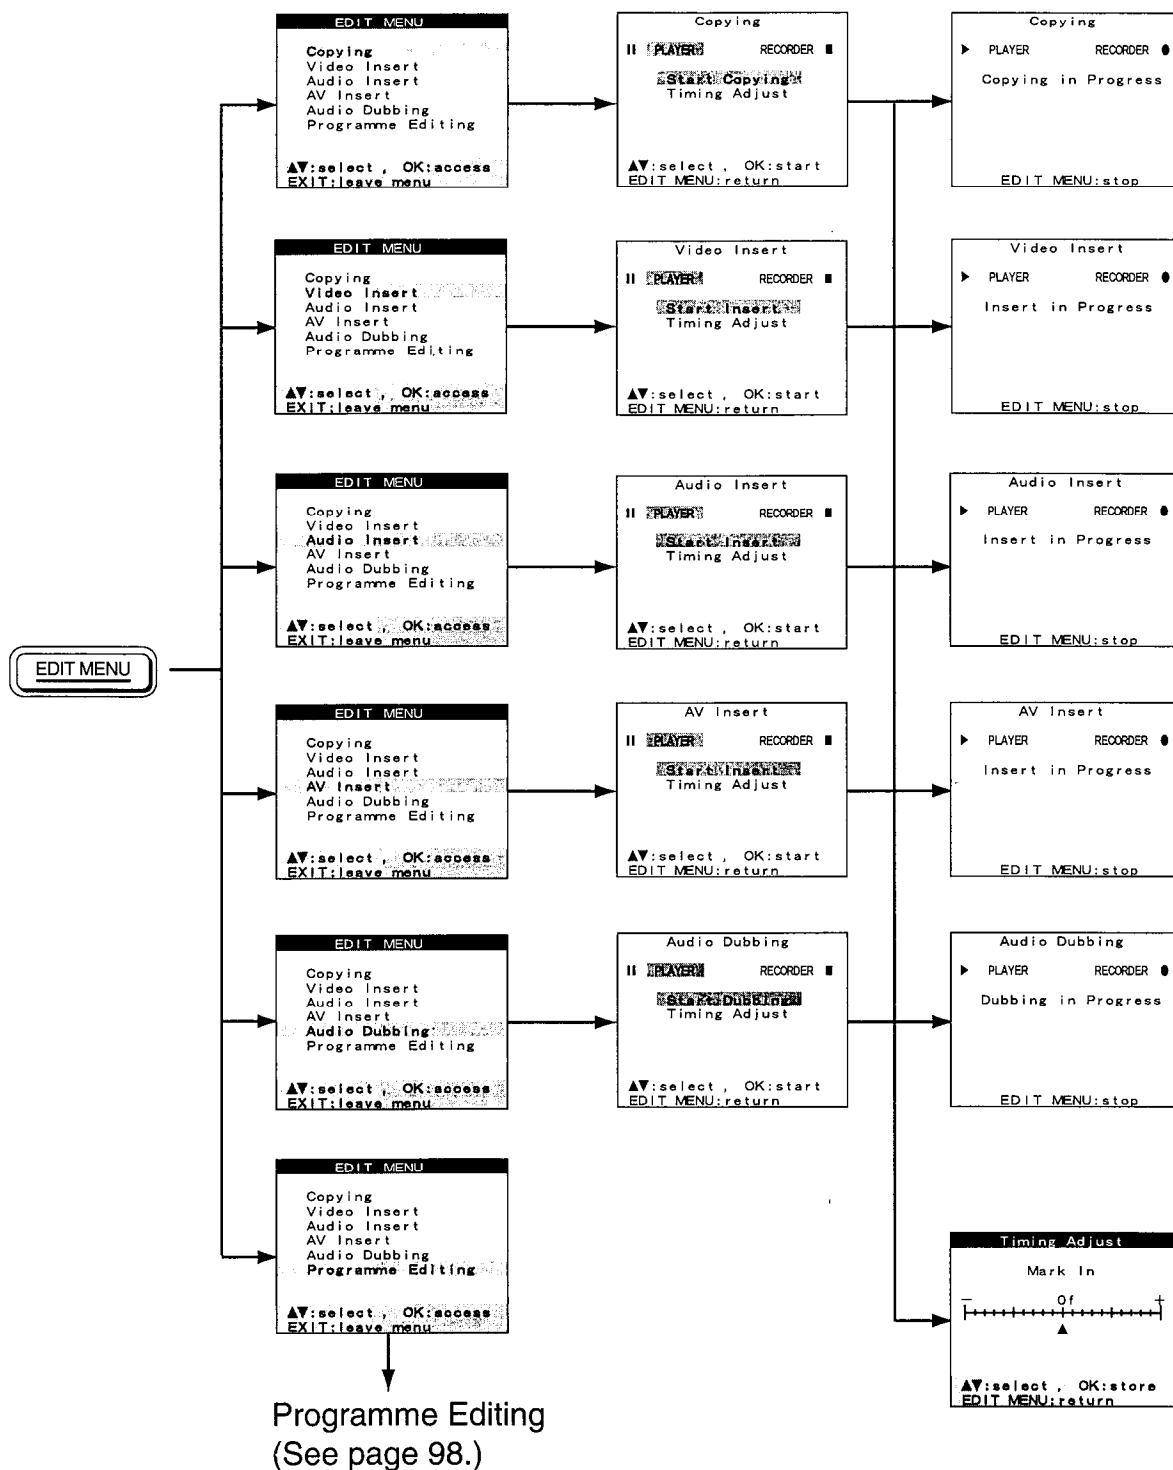 EDIT MENU
Copying
Video Insert
Audio Insert
AV Insert
Audio Dubbing
Programme Editing
▲▼:select , OK:access
EXIT:leave menu
Copying
II PLAYER RECORDER ■
Start Copying
Timing Adjust
▲▼:select , OK:start
EDIT MENU:return
Copying
▶ PLAYER RECORDER ●
Copying in Progress
EDIT MENU:stop
EDIT MENU
Copying
Video Insert
Audio Insert
AV Insert
Audio Dubbing
Programme Editing
▲▼:select , OK:access
EXIT:leave menu
Video Insert
II PLAYER RECORDER ■
Start Insert
Timing Adjust
▲▼:select , OK:start
EDIT MENU:return
Video Insert
▶ PLAYER RECORDER ●
Insert in Progress
EDIT MENU:stop
EDIT MENU
Copying
Video Insert
Audio Insert
AV Insert
Audio Dubbing
Programme Editing
▲▼:select , OK:access
EXIT:leave menu
Audio Insert
II PLAYER RECORDER ■
Start Insert
Timing Adjust
▲▼:select , OK:start
EDIT MENU:return
Audio Insert
▶ PLAYER RECORDER ●
Insert in Progress
EDIT MENU:stop
EDIT MENU
EDIT MENU
Copying
Video Insert
Audio Insert
AV Insert
Audio Dubbing
Programme Editing
▲▼:select , OK:access
EXIT:leave menu
AV Insert
II PLAYER RECORDER ■
Start Insert
Timing Adjust
▲▼:select , OK:start
EDIT MENU:return
AV Insert
▶ PLAYER RECORDER ●
Insert in Progress
EDIT MENU:stop
EDIT MENU
Copying
Video Insert
Audio Insert
AV Insert
Audio Dubbing
Programme Editing
▲▼:select , OK:access
EXIT:leave menu
Audio Dubbing
II PLAYER RECORDER ■
Start Dubbing
Timing Adjust
▲▼:select , OK:start
EDIT MENU:return
Audio Dubbing
▶ PLAYER RECORDER ●
Dubbing in Progress
EDIT MENU:stop
EDIT MENU
Copying
Video Insert
Audio Insert
AV Insert
Audio Dubbing
Programme Editing
▲▼:select , OK:access
EXIT:leave menu
Timing Adjust
Mark In
− 0f +
▲▼:select , OK:store
EDIT MENU:return
Programme Editing
(See page 98.)